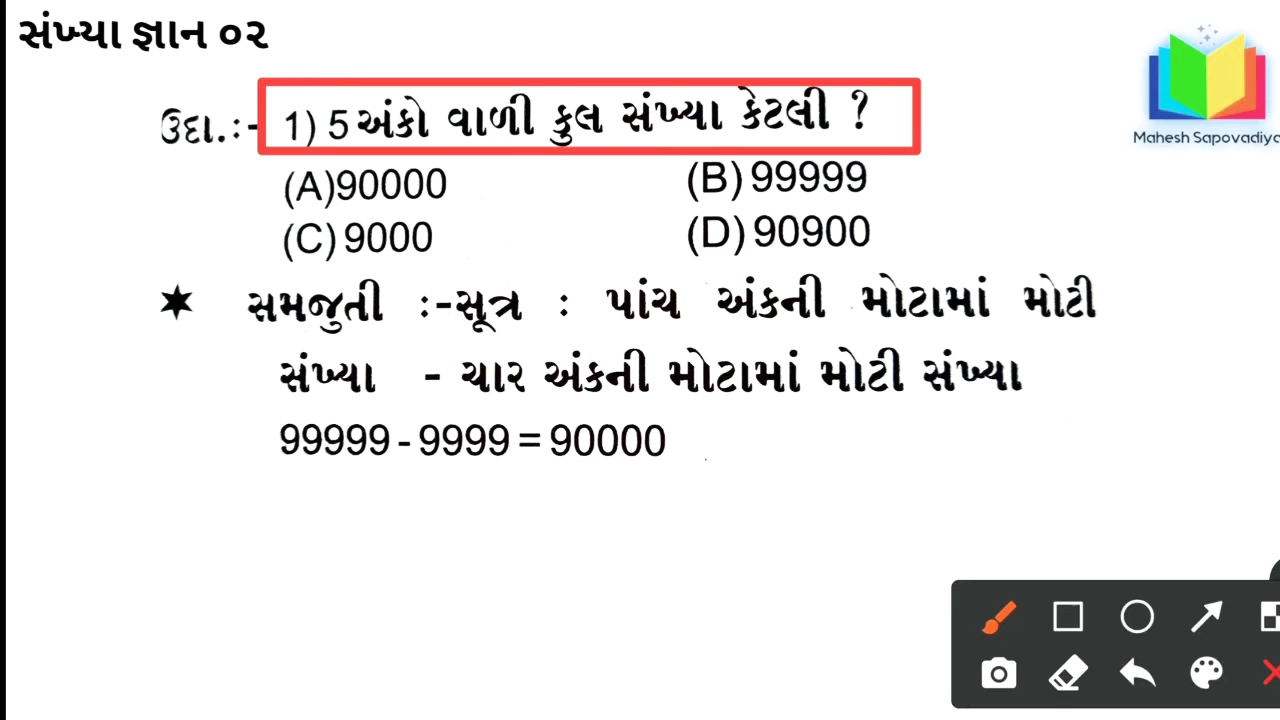 સંખ્યા જ્ઞાન ૦૨
Mahesh Sapovadiya
ઉદા.ઃ- 1) 5 અંકો વાળી કુલ સંખ્યા કેટલી ?
(A)90000 (B) 99999
(C) 9000 (D) 90900
★ સમજુતી ઃ-સૂત્ર : પાંચ અંકની મોટામાં મોટી
સંખ્યા - ચાર અંકની મોટામાં મોટી સંખ્યા
99999 - 9999 = 90000